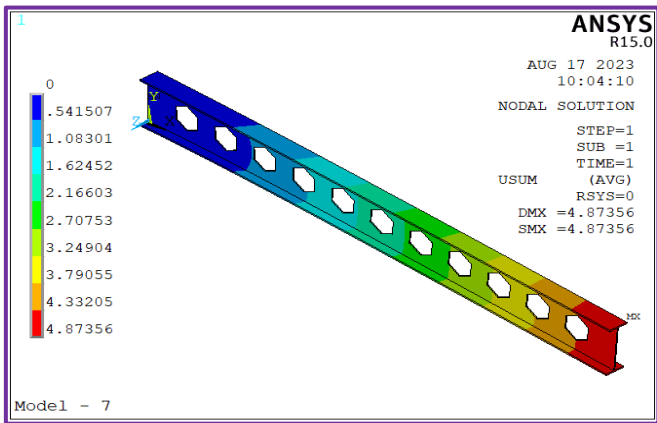 1
ANSYS
R15.0
AUG 17 2023
10:04:10
NODAL SOLUTION
STEP=1
SUB =1
TIME=1
USUM (AVG)
RSYS=0
DMX =4.87356
SMX =4.87356
0
.541507
1.08301
1.62452
2.16603
2.70753
3.24904
3.79055
4.33205
4.87356
Y
Z X
MX
Model - 7